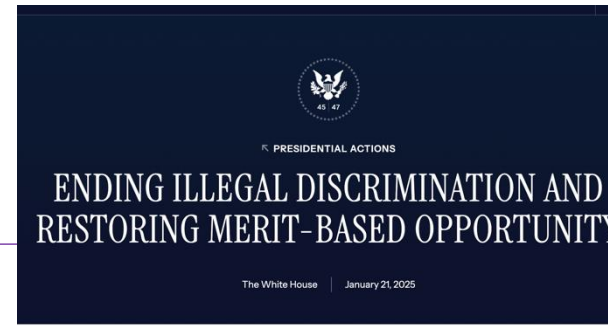 45 47
PRESIDENTIAL ACTIONS
ENDING ILLEGAL DISCRIMINATION AND
RESTORING MERIT-BASED OPPORTUNITY
The White House | January 21, 2025